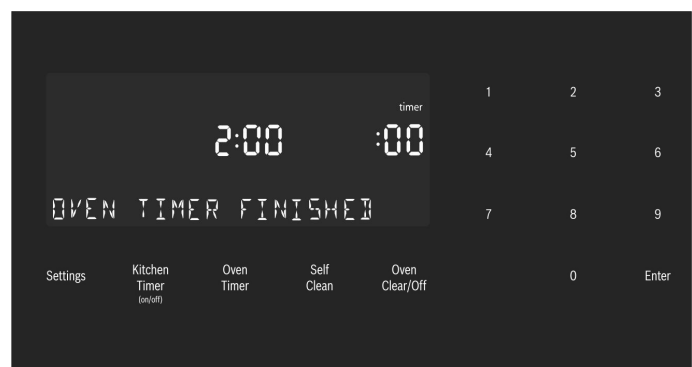 1 2 3
timer
2:00 :00
4 5 6
OVEN TIMER FINISHED
7 8 9
Settings
Kitchen
Timer
(on/off)
Oven
Timer
Self
Clean
Oven
Clear/Off
0
Enter